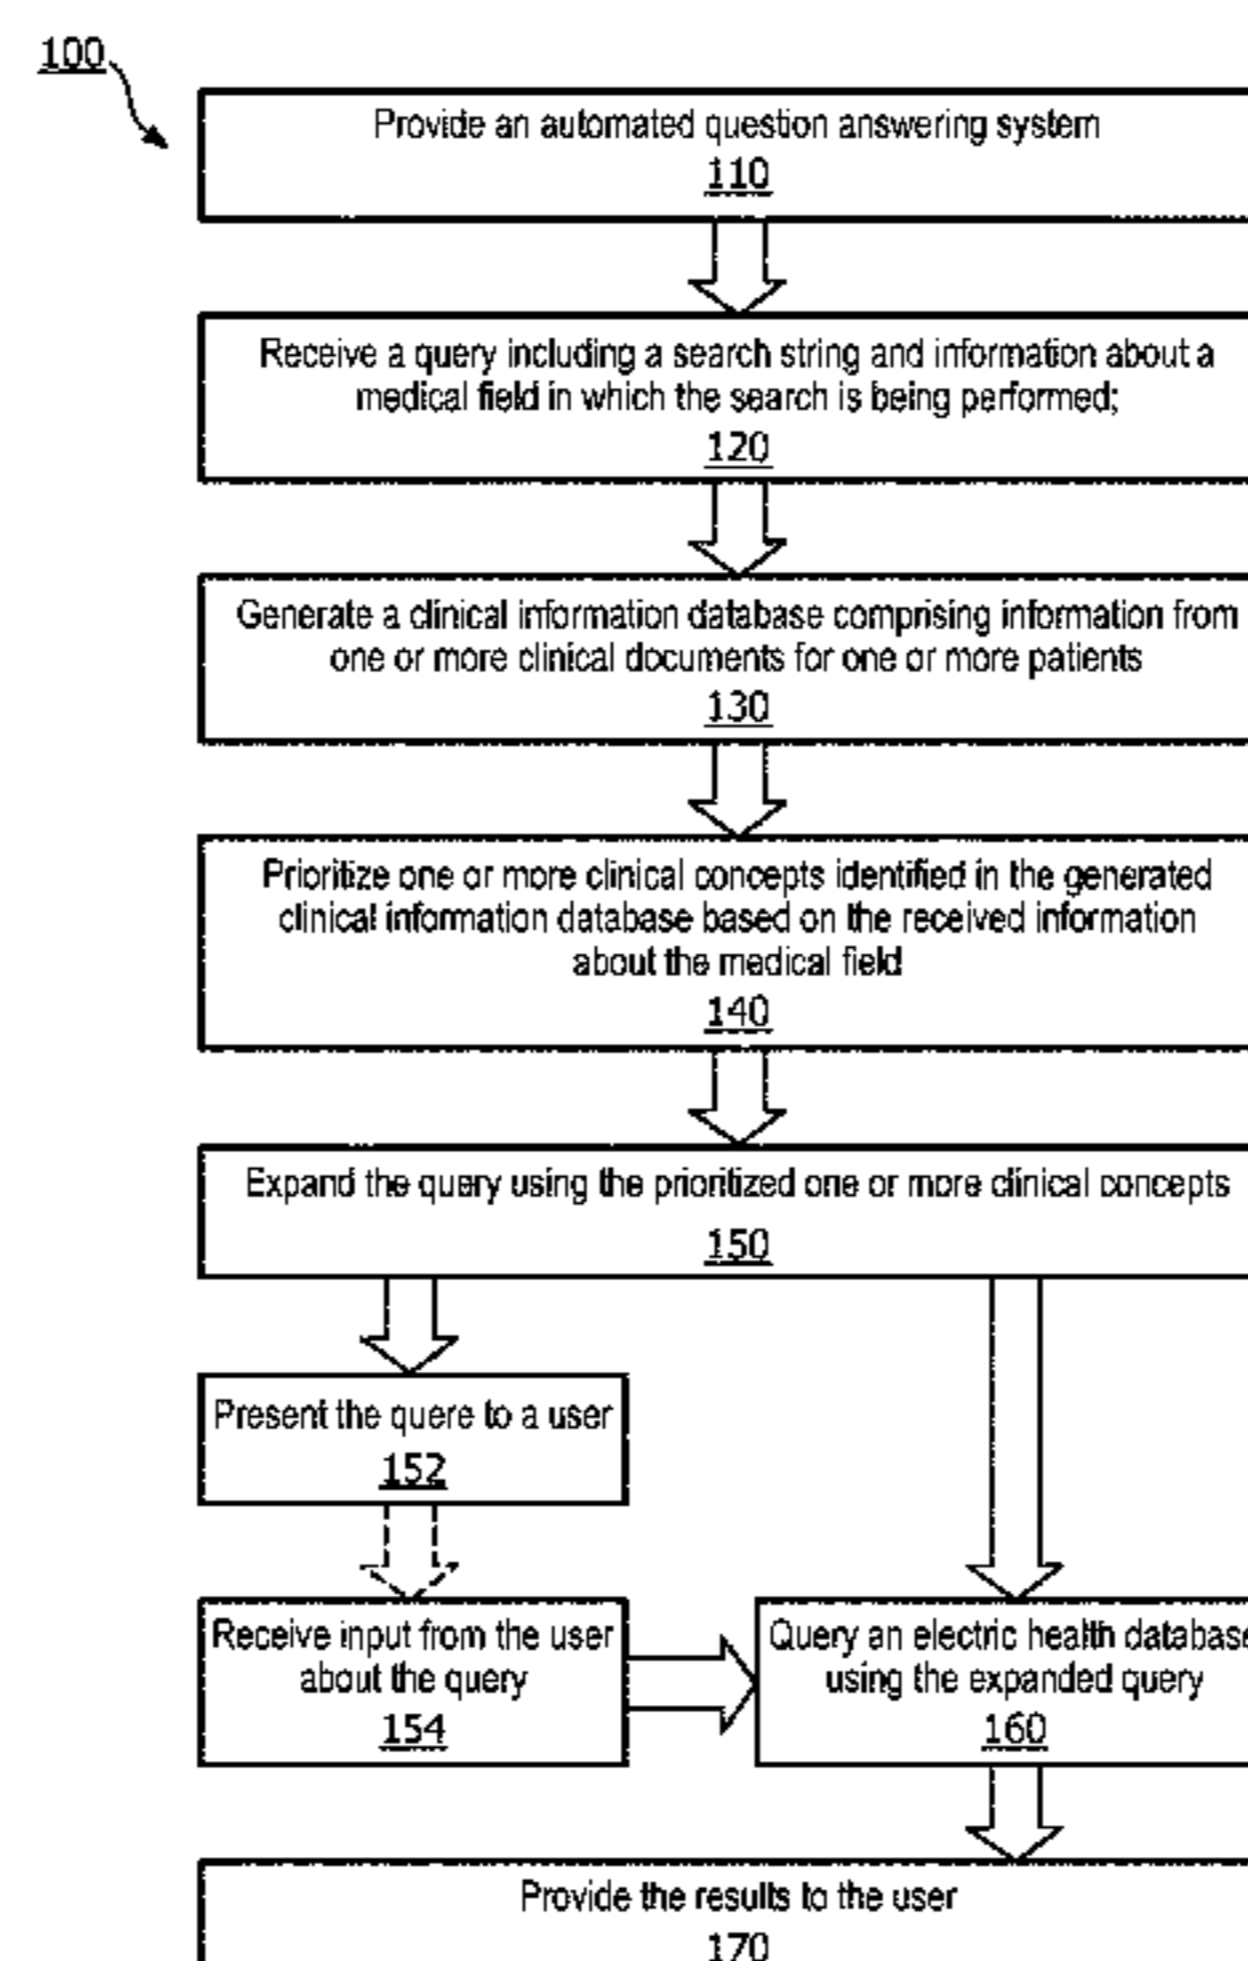 100
Provide an automated question answering system
110
Receive a query including a search string and information about a
medical field in which the search is being performed;
120
Generate a clinical information database comprising information from
one or more clinical documents for one or more patients
130
Prioritize one or more clinical concepts identified in the generated
clinical information database based on the received information
about the medical field
140
Expand the query using the prioritized one or more clinical concepts
150
Present the quere to a user
152
Receive input from the user
about the query
154
Query an electric health database
using the expanded query
160
Provide the results to the user
170